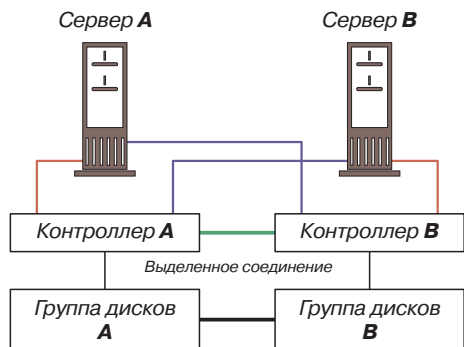 Сервер A
Сервер B
Контроллер A
Контроллер B
Выделенное соединение
Группа дисков
A
Группа дисков
B